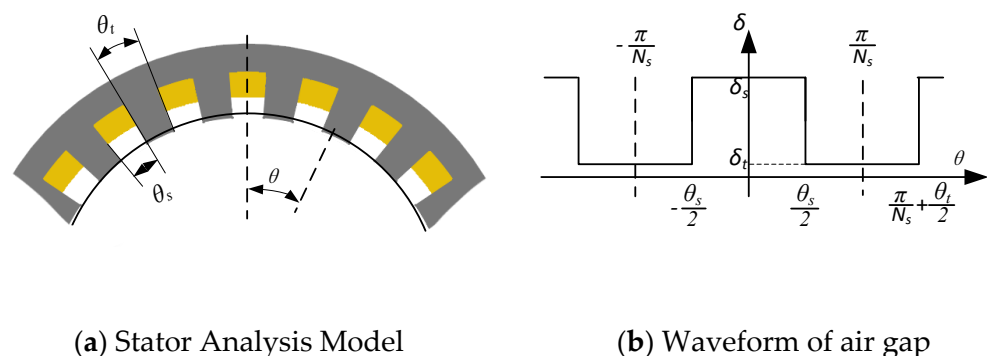 θt
θs
θ
(a) Stator Analysis Model
δ
-π/Ns
π/Ns
δs
δt
θ
-θs/2
θs/2
π/Ns+θt/2
(b) Waveform of air gap